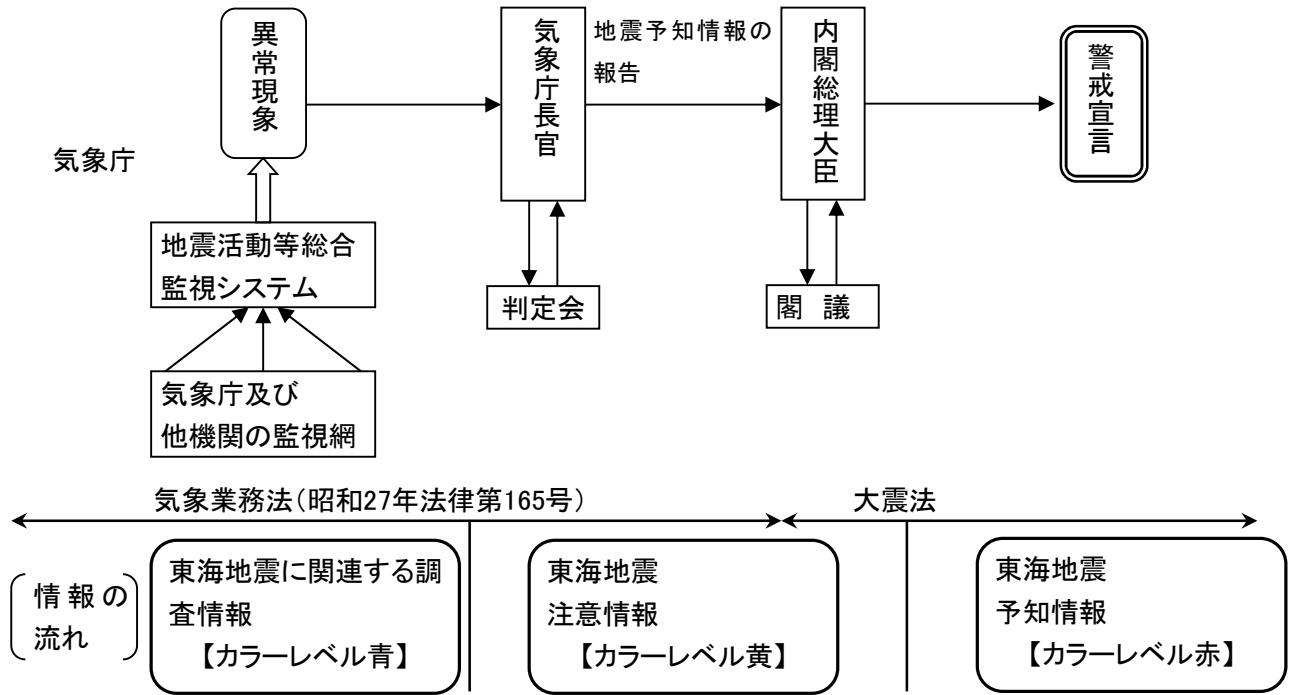 異常現象
気象庁長官
地震予知情報の
報告
内閣総理大臣
警戒宣言
気象庁
地震活動等総合
監視システム
判定会
閣 議
気象庁及び
他機関の監視網
気象業務法(昭和27年法律第165号)
大震法
情報の
流れ
東海地震に関連する調
査情報
【カラーレベル青】
東海地震
注意情報
【カラーレベル黄】
東海地震
予知情報
【カラーレベル赤】